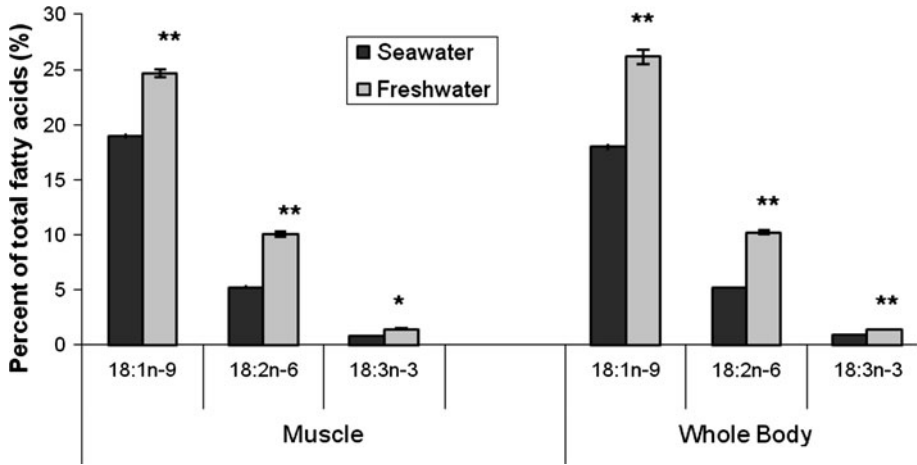 Percent of total fatty acids (%)
30
25
20
15
10
5
0
**
**
*
**
**
**
Seawater
Freshwater
18:1n-9 18:2n-6 18:3n-3 18:1n-9 18:2n-6 18:3n-3
Muscle Whole Body